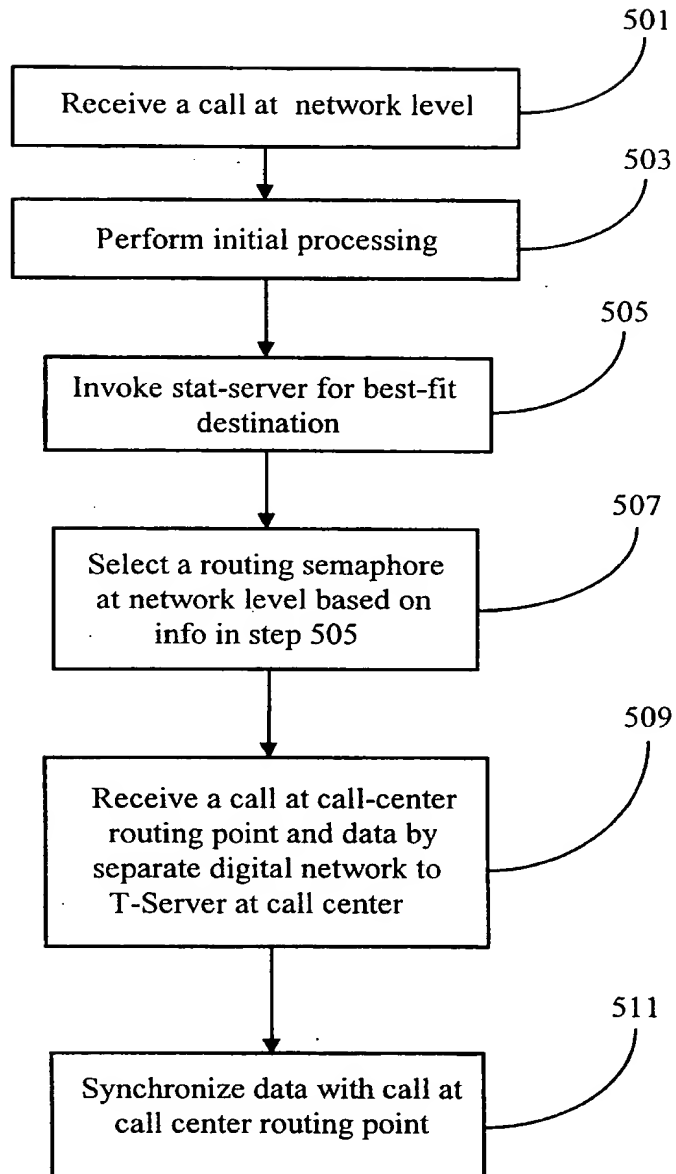 501
Receive a call at network level
503
Perform initial processing
505
Invoke stat-server for best-fit
destination
507
Select a routing semaphore
at network level based on
info in step 505
509
Receive a call at call-center
routing point and data by
separate digital network to
T-Server at call center
511
Synchronize data with call at
call center routing point